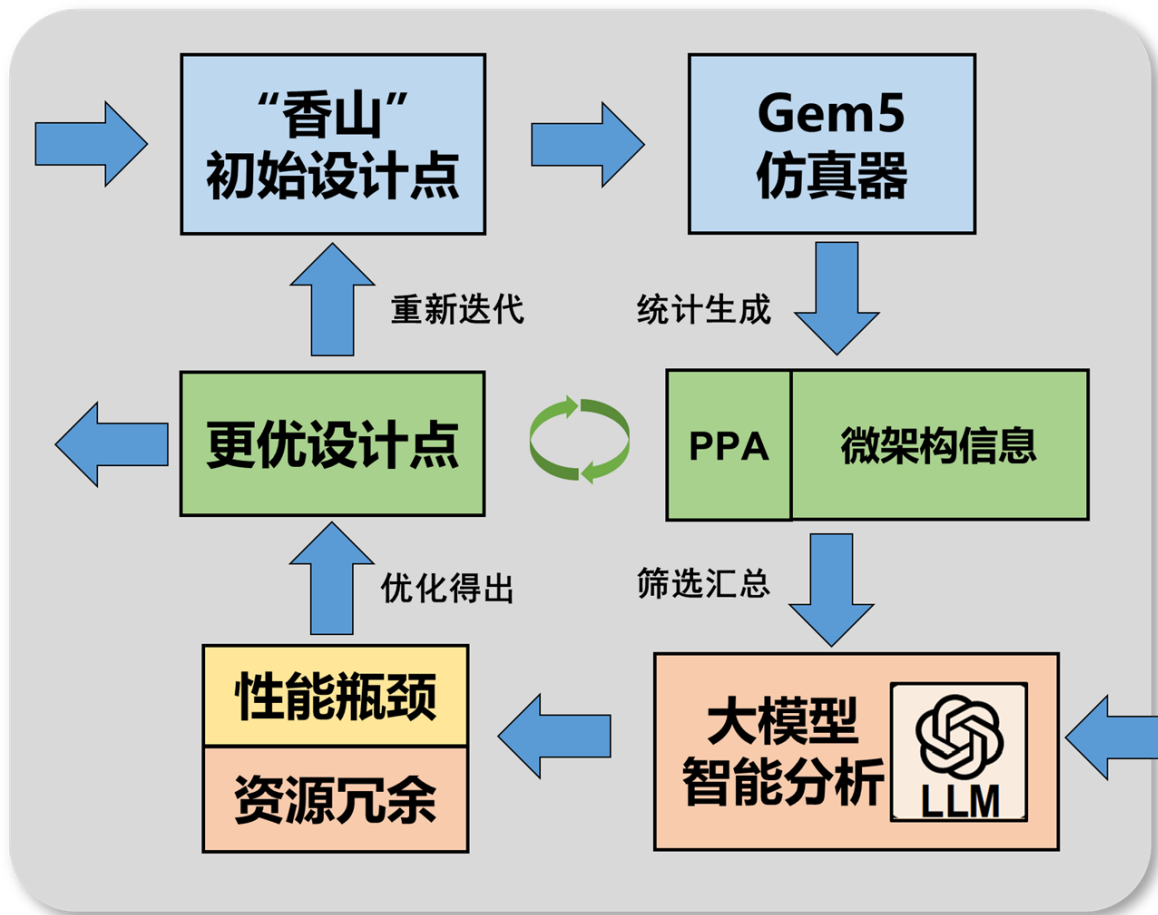 “香山”
初始设计点
Gem5
仿真器
重新迭代
统计生成
更优设计点
PPA
微架构信息
优化得出
筛选汇总
性能瓶颈
资源冗余
大模型
智能分析
LLM